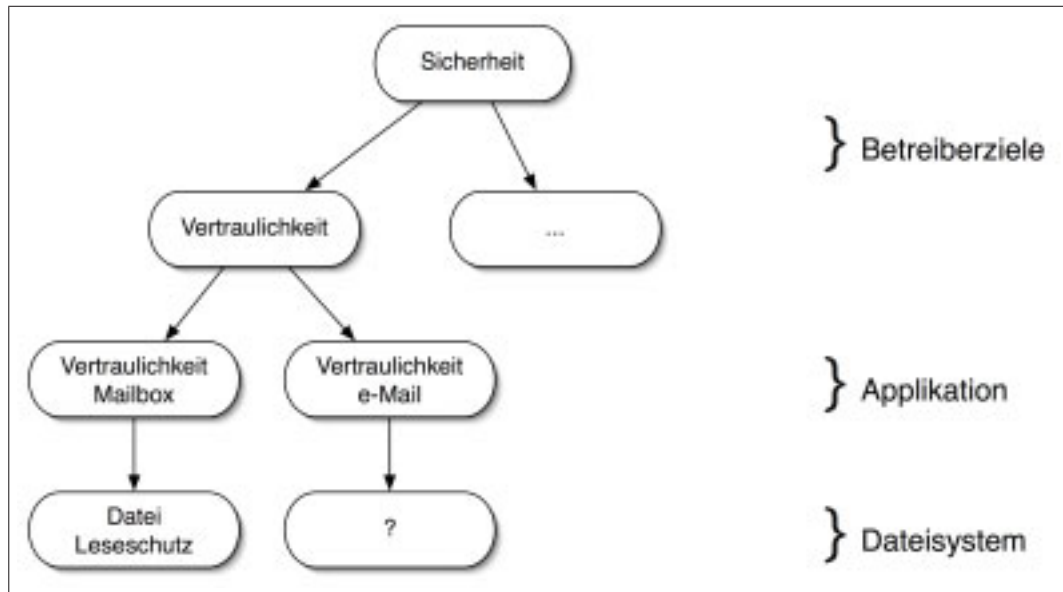 Sicherheit
Betreiberziele
Vertraulichkeit
...
Vertraulichkeit
Mailbox
Vertraulichkeit
e-Mail
Applikation
Datei
Leseschutz
?
Dateisystem